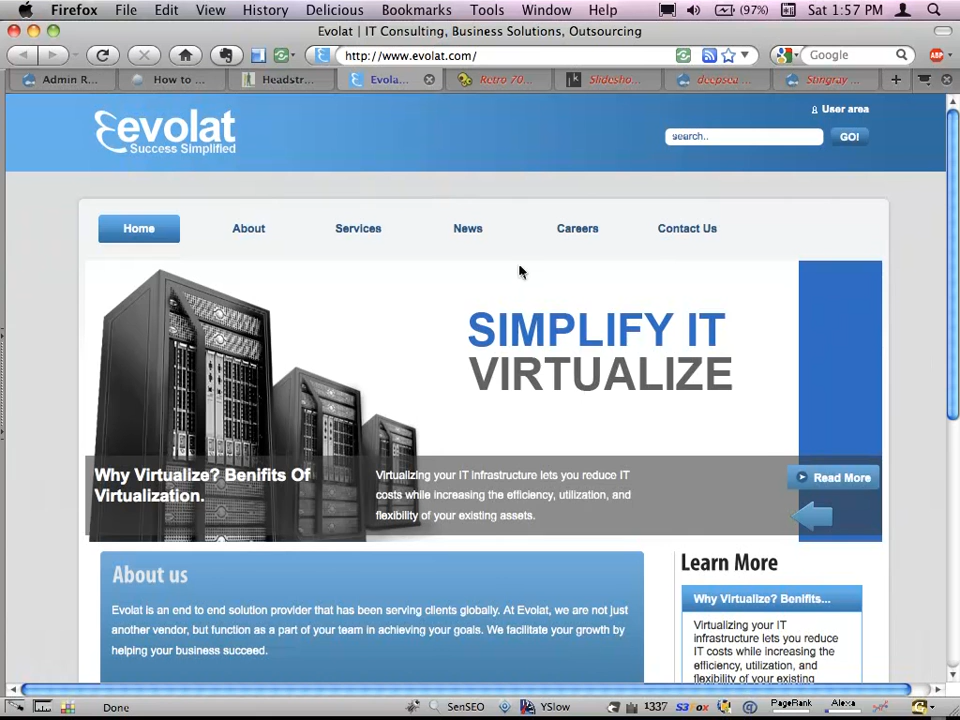 Firefox File Edit View History Delicious Bookmarks Tools Window Help (97%) Sat 1:57 PM
Evolat | IT Consulting, Business Solutions, Outsourcing
http://www.evolat.com/ Google ABP
Admin R... How to ... Headstr... Evola... Retro 70... Slidesho... deepsea ... Stingray ...
evolat
Success Simplified
User area
search.. GO!
Home About Services News Careers Contact Us
SIMPLIFY IT
VIRTUALIZE
Why Virtualize? Benifits Of
Virtualization.
Virtualizing your IT infrastructure lets you reduce IT
costs while increasing the efficiency, utilization, and
flexibility of your existing assets.
Read More
About us
Evolat is an end to end solution provider that has been serving clients globally. At Evolat, we are not just
another vendor, but function as a part of your team in achieving your goals. We facilitate your growth by
helping your business succeed.
Learn More
Why Virtualize? Benifits...
Virtualizing your IT
infrastructure lets you reduce
IT costs while increasing the
efficiency, utilization, and
flexibility of your existing
Done SenSEO YSlow 1337 S3Fox PageRank Alexa